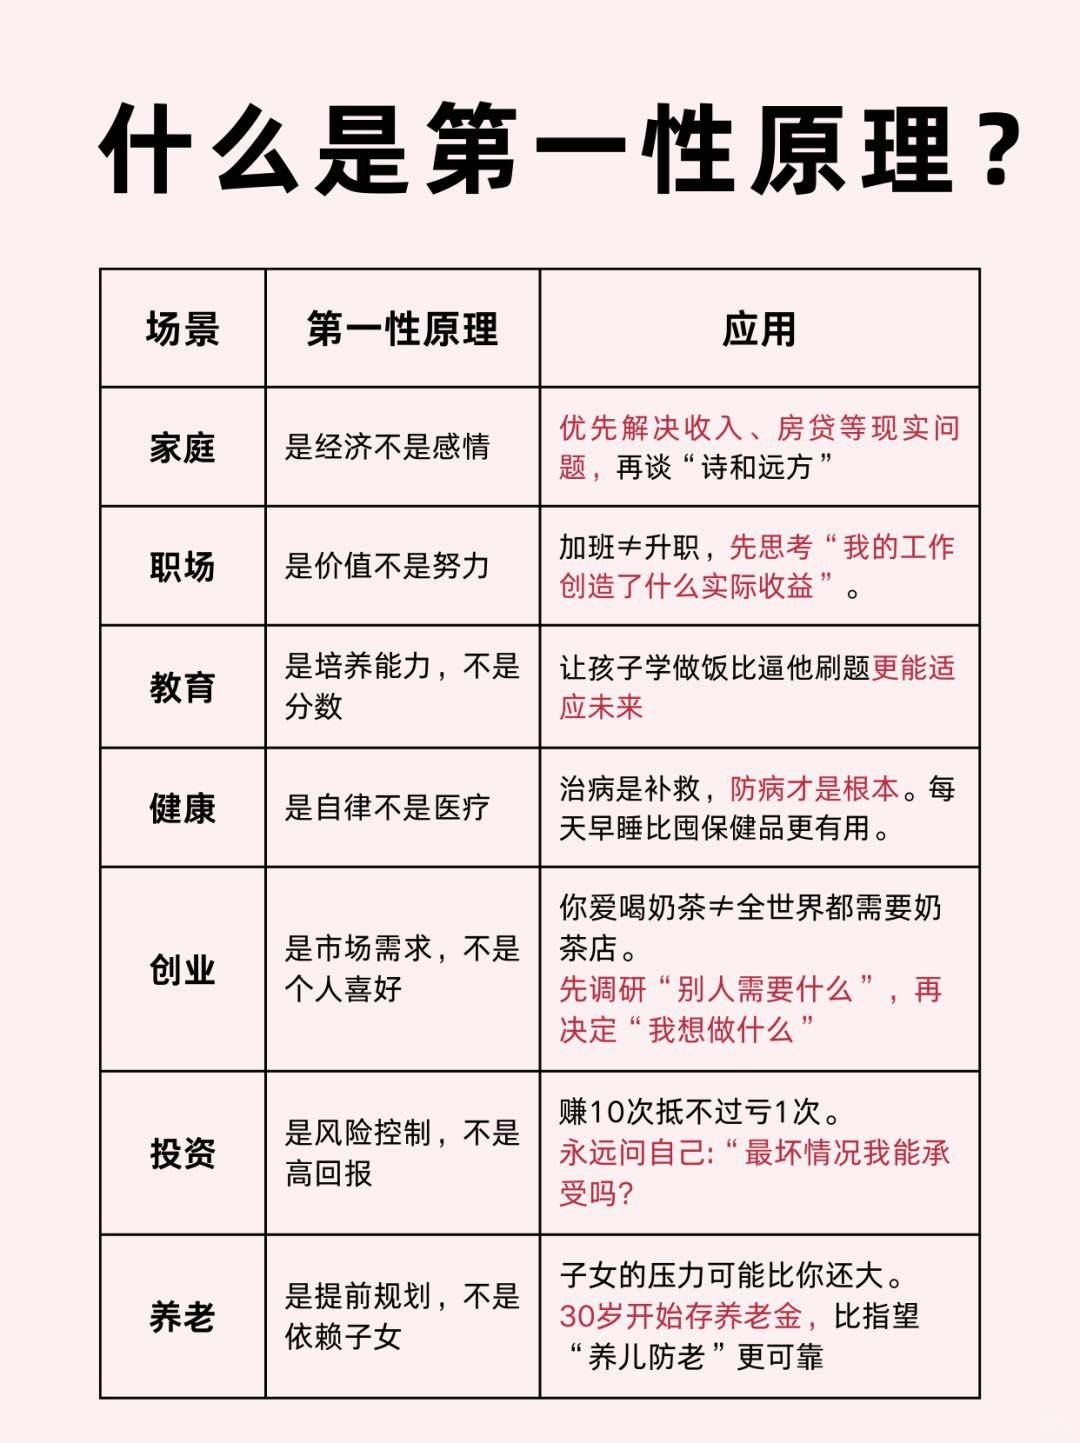 什么是第一性原理？
场景
第一性原理
应用
家庭
是经济不是感情
优先解决收入、房贷等现实问
题，再谈“诗和远方”
职场
是价值不是努力
加班≠升职，先思考“我的工作
创造了什么实际收益”。
教育
是培养能力，不是
分数
让孩子学做饭比逼他刷题更能适
应未来
健康
是自律不是医疗
治病是补救，防病才是根本。每
天早睡比囤保健品更有用。
创业
是市场需求，不是
个人喜好
你爱喝奶茶≠全世界都需要奶
茶店。
先调研“别人需要什么”，再
决定“我想做什么”
投资
是风险控制，不是
高回报
赚10次抵不过亏1次。
永远问自己:“最坏情况我能承
受吗?
养老
是提前规划，不是
依赖子女
子女的压力可能比你还大。
30岁开始存养老金，比指望
“养儿防老”更可靠